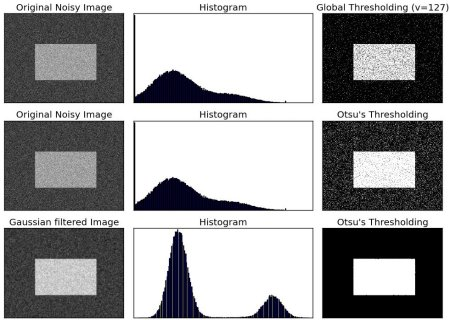 Original Noisy Image
Histogram
Global Thresholding (v=127)
Original Noisy Image
Histogram
Otsu's Thresholding
Gaussian filtered Image
Histogram
Otsu's Thresholding